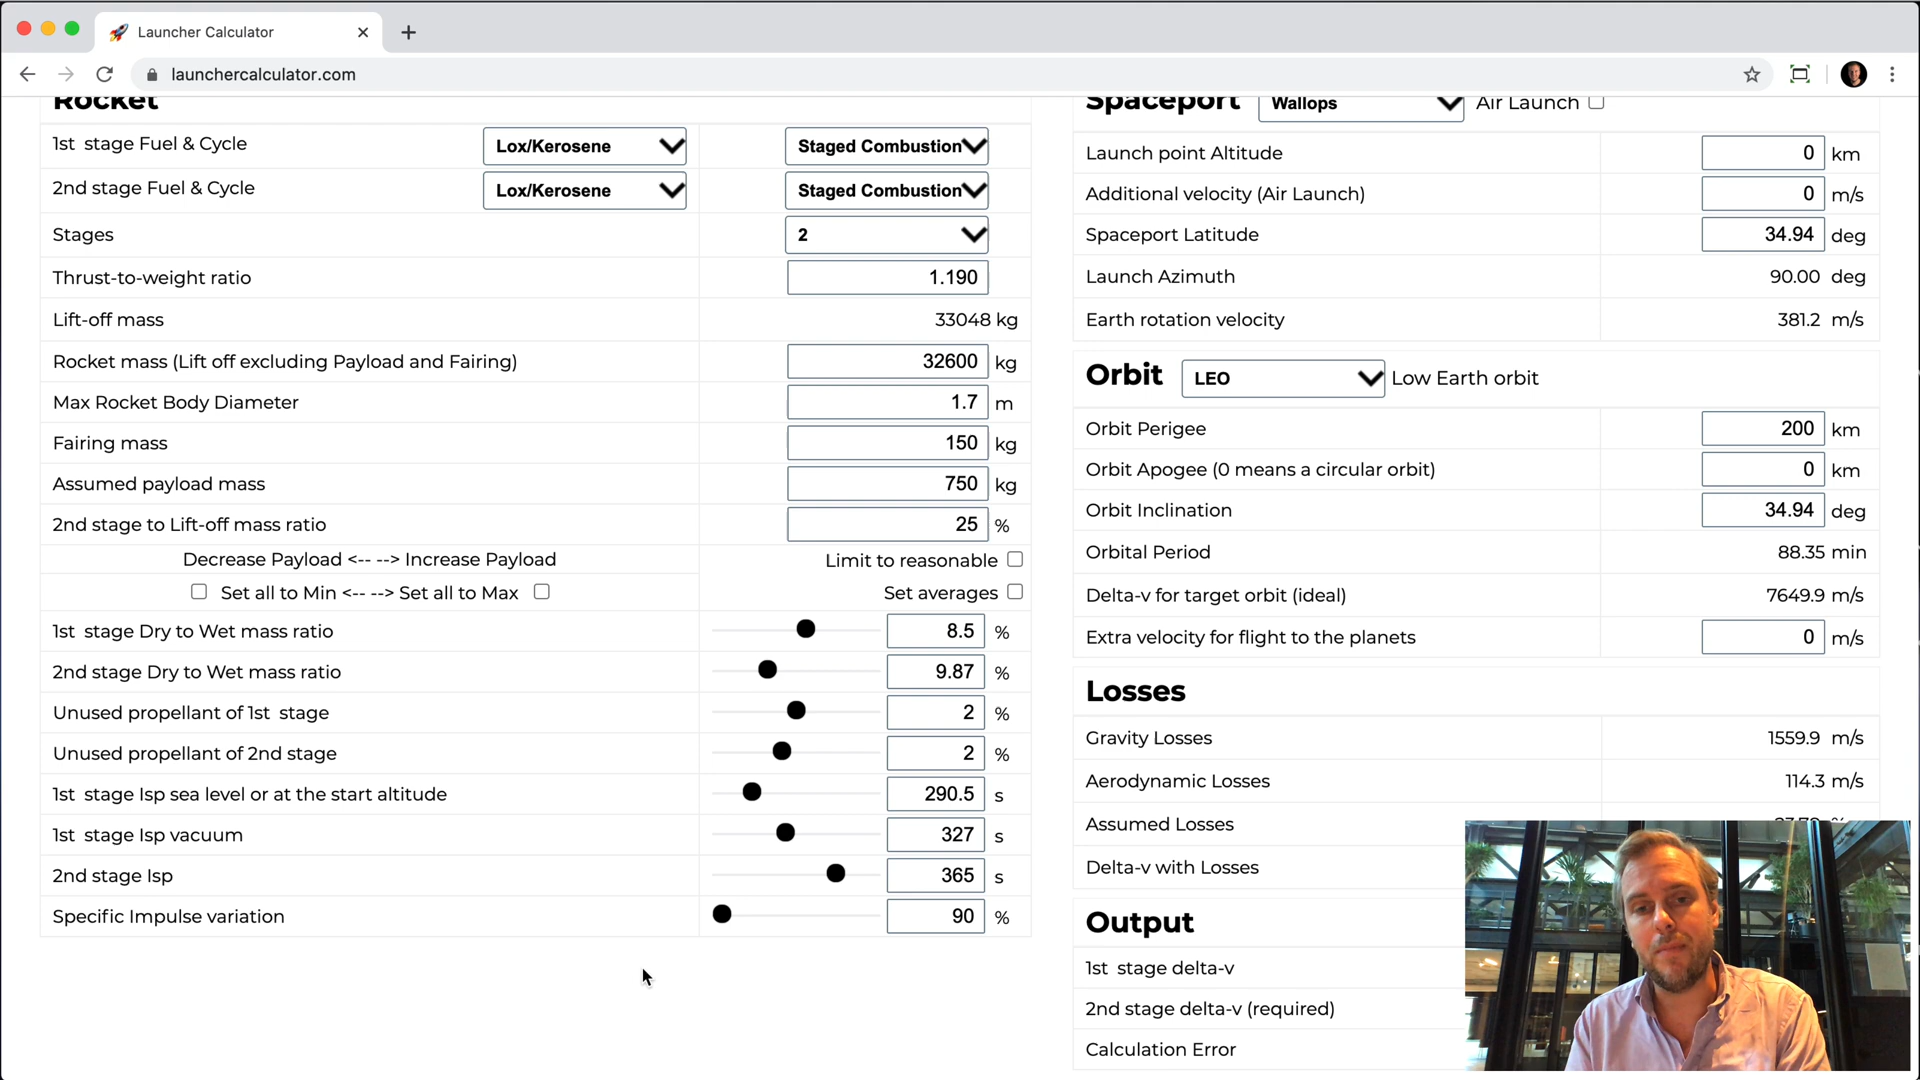 Launcher Calculator
launchercalculator.com
Rocket
1st stage Fuel & Cycle Lox/Kerosene Staged Combustion
2nd stage Fuel & Cycle Lox/Kerosene Staged Combustion
Stages 2
Thrust-to-weight ratio 1.190
Lift-off mass 33048 kg
Rocket mass (Lift off excluding Payload and Fairing) 32600 kg
Max Rocket Body Diameter 1.7 m
Fairing mass 150 kg
Assumed payload mass 750 kg
2nd stage to Lift-off mass ratio 25 %
Decrease Payload <-- --> Increase Payload Limit to reasonable
Set all to Min <-- --> Set all to Max Set averages
1st stage Dry to Wet mass ratio 8.5 %
2nd stage Dry to Wet mass ratio 9.87 %
Unused propellant of 1st stage 2 %
Unused propellant of 2nd stage 2 %
1st stage Isp sea level or at the start altitude 290.5 s
1st stage Isp vacuum 327 s
2nd stage Isp 365 s
Specific Impulse variation 90 %
Spaceport Wallops Air Launch
Launch point Altitude 0 km
Additional velocity (Air Launch) 0 m/s
Spaceport Latitude 34.94 deg
Launch Azimuth 90.00 deg
Earth rotation velocity 381.2 m/s
Orbit LEO Low Earth orbit
Orbit Perigee 200 km
Orbit Apogee (0 means a circular orbit) 0 km
Orbit Inclination 34.94 deg
Orbital Period 88.35 min
Delta-v for target orbit (ideal) 7649.9 m/s
Extra velocity for flight to the planets 0 m/s
Losses
Gravity Losses 1559.9 m/s
Aerodynamic Losses 114.3 m/s
Assumed Losses
Delta-v with Losses
Output
1st stage delta-v
2nd stage delta-v (required)
Calculation Error